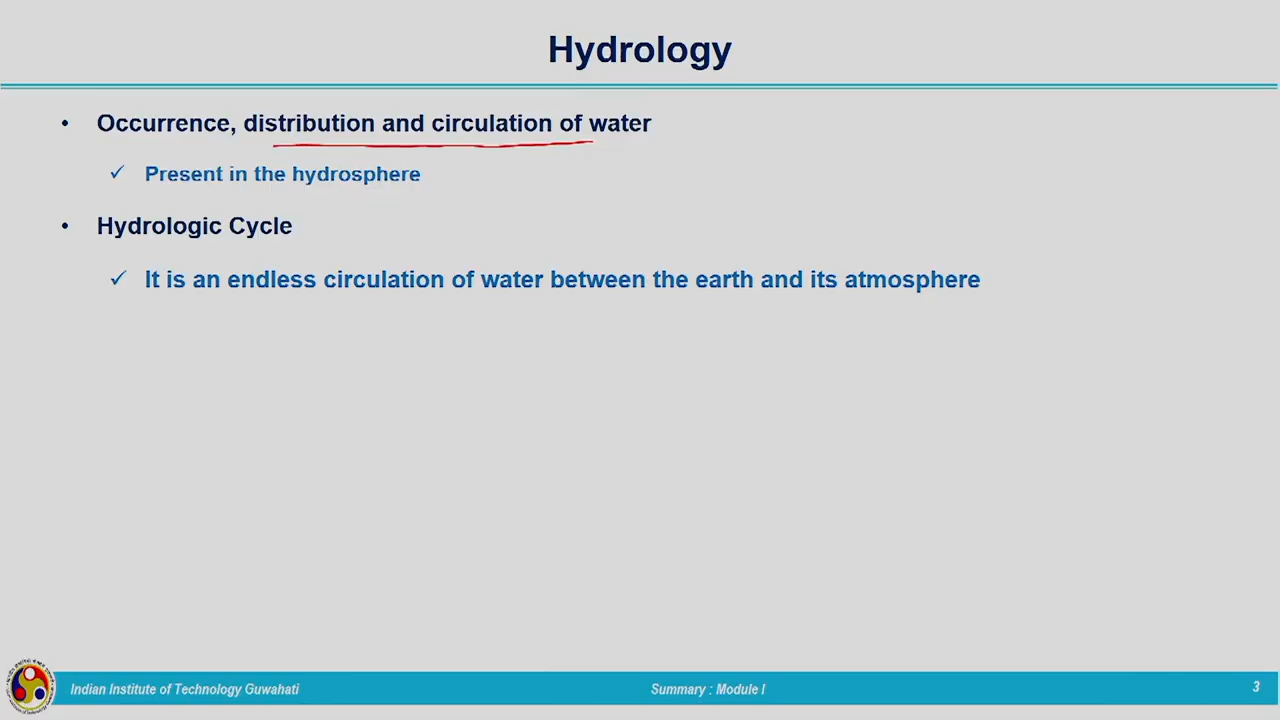 Hydrology
• Occurrence, distribution and circulation of water
✓ Present in the hydrosphere
• Hydrologic Cycle
✓ It is an endless circulation of water between the earth and its atmosphere
Indian Institute of Technology Guwahati
Summary : Module I
3